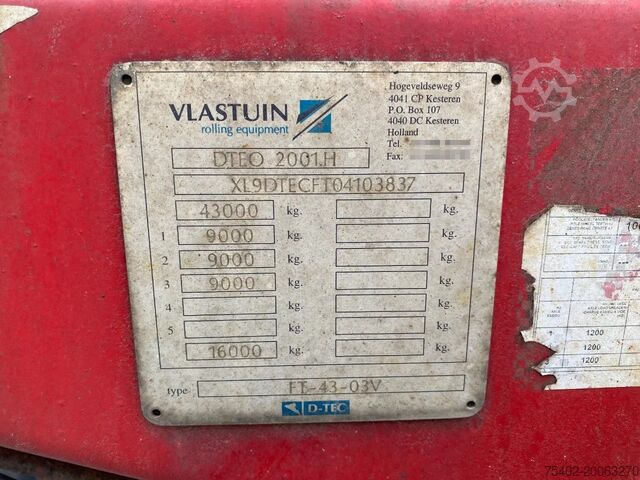 VLASTUIN
rolling equipment
Hogeveldseweg 9
4041 CP Kesteren
P.O. Box 107
4040 DC Kesteren
Holland
Tel.
Fax.
DTEO 2001.H
XL9DTECFT04103837
43000 kg. kg.
1 9000 kg. kg.
2 9000 kg. kg.
3 9000 kg. kg.
4 kg. kg.
5 kg. kg.
16000 kg. kg.
type FT-43-03V
D-TEC
1200
1200
1200
75402-20063270